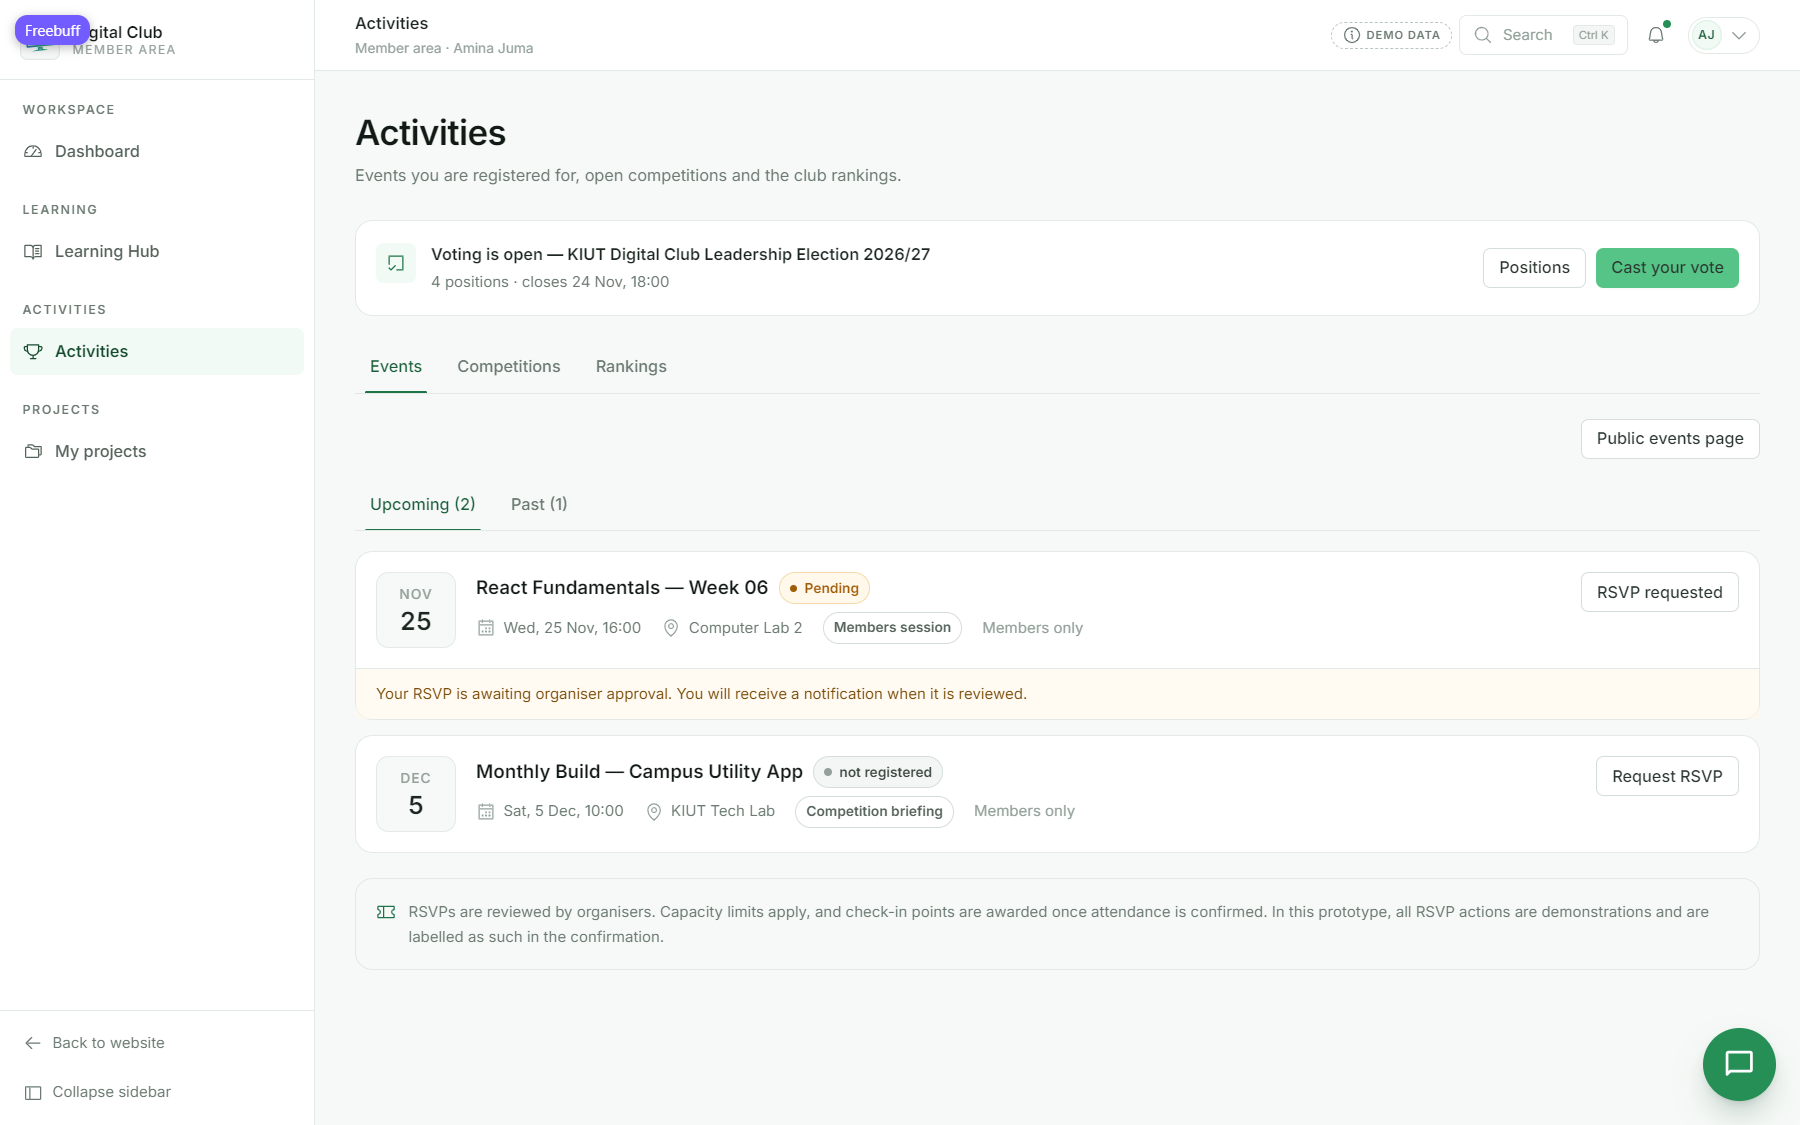 Freebuff
gital Club
MEMBER AREA
WORKSPACE
Dashboard
LEARNING
Learning Hub
ACTIVITIES
Activities
PROJECTS
My projects
Back to website
Collapse sidebar
Activities
Member area · Amina Juma
DEMO DATA
Search
Ctrl K
AJ
Activities
Events you are registered for, open competitions and the club rankings.
Voting is open — KIUT Digital Club Leadership Election 2026/27
4 positions · closes 24 Nov, 18:00
Positions
Cast your vote
Events
Competitions
Rankings
Public events page
Upcoming (2)
Past (1)
NOV
25
React Fundamentals — Week 06
Pending
Wed, 25 Nov, 16:00
Computer Lab 2
Members session
Members only
RSVP requested
Your RSVP is awaiting organiser approval. You will receive a notification when it is reviewed.
DEC
5
Monthly Build — Campus Utility App
not registered
Sat, 5 Dec, 10:00
KIUT Tech Lab
Competition briefing
Members only
Request RSVP
RSVPs are reviewed by organisers. Capacity limits apply, and check-in points are awarded once attendance is confirmed. In this prototype, all RSVP actions are demonstrations and are
labelled as such in the confirmation.